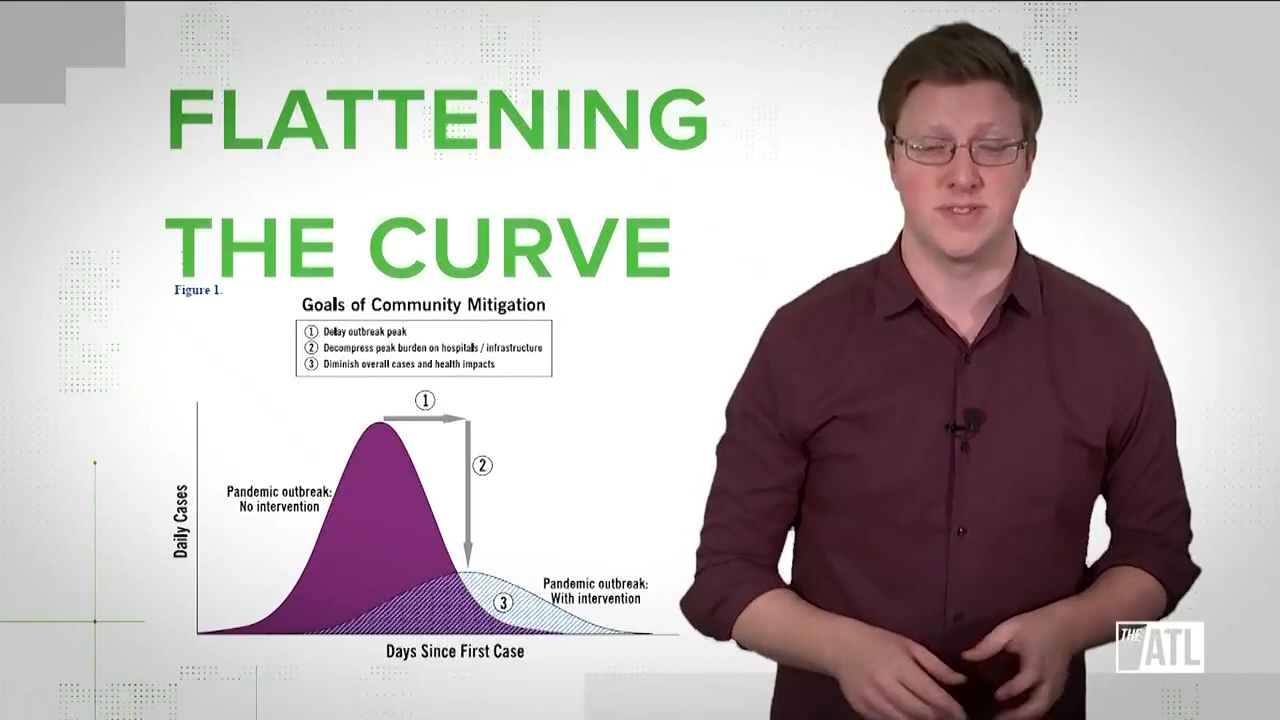 FLATTENING
THE CURVE
Figure 1.
Goals of Community Mitigation
1 Delay outbreak peak
2 Decompress peak burden on hospitals / infrastructure
3 Diminish overall cases and health impacts
1
2
Pandemic outbreak:
No intervention
Daily Cases
Pandemic outbreak:
With intervention
3
Days Since First Case
THE ATL